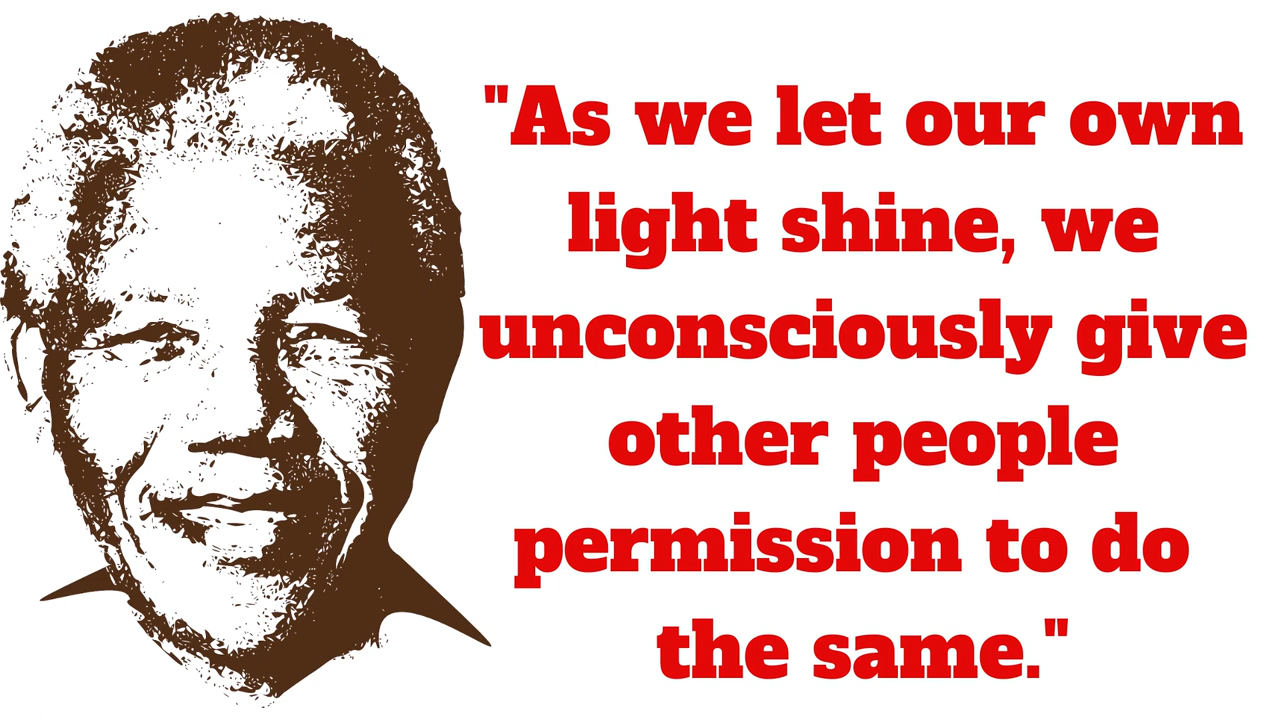 "As we let our own
light shine, we
unconsciously give
other people
permission to do
the same."